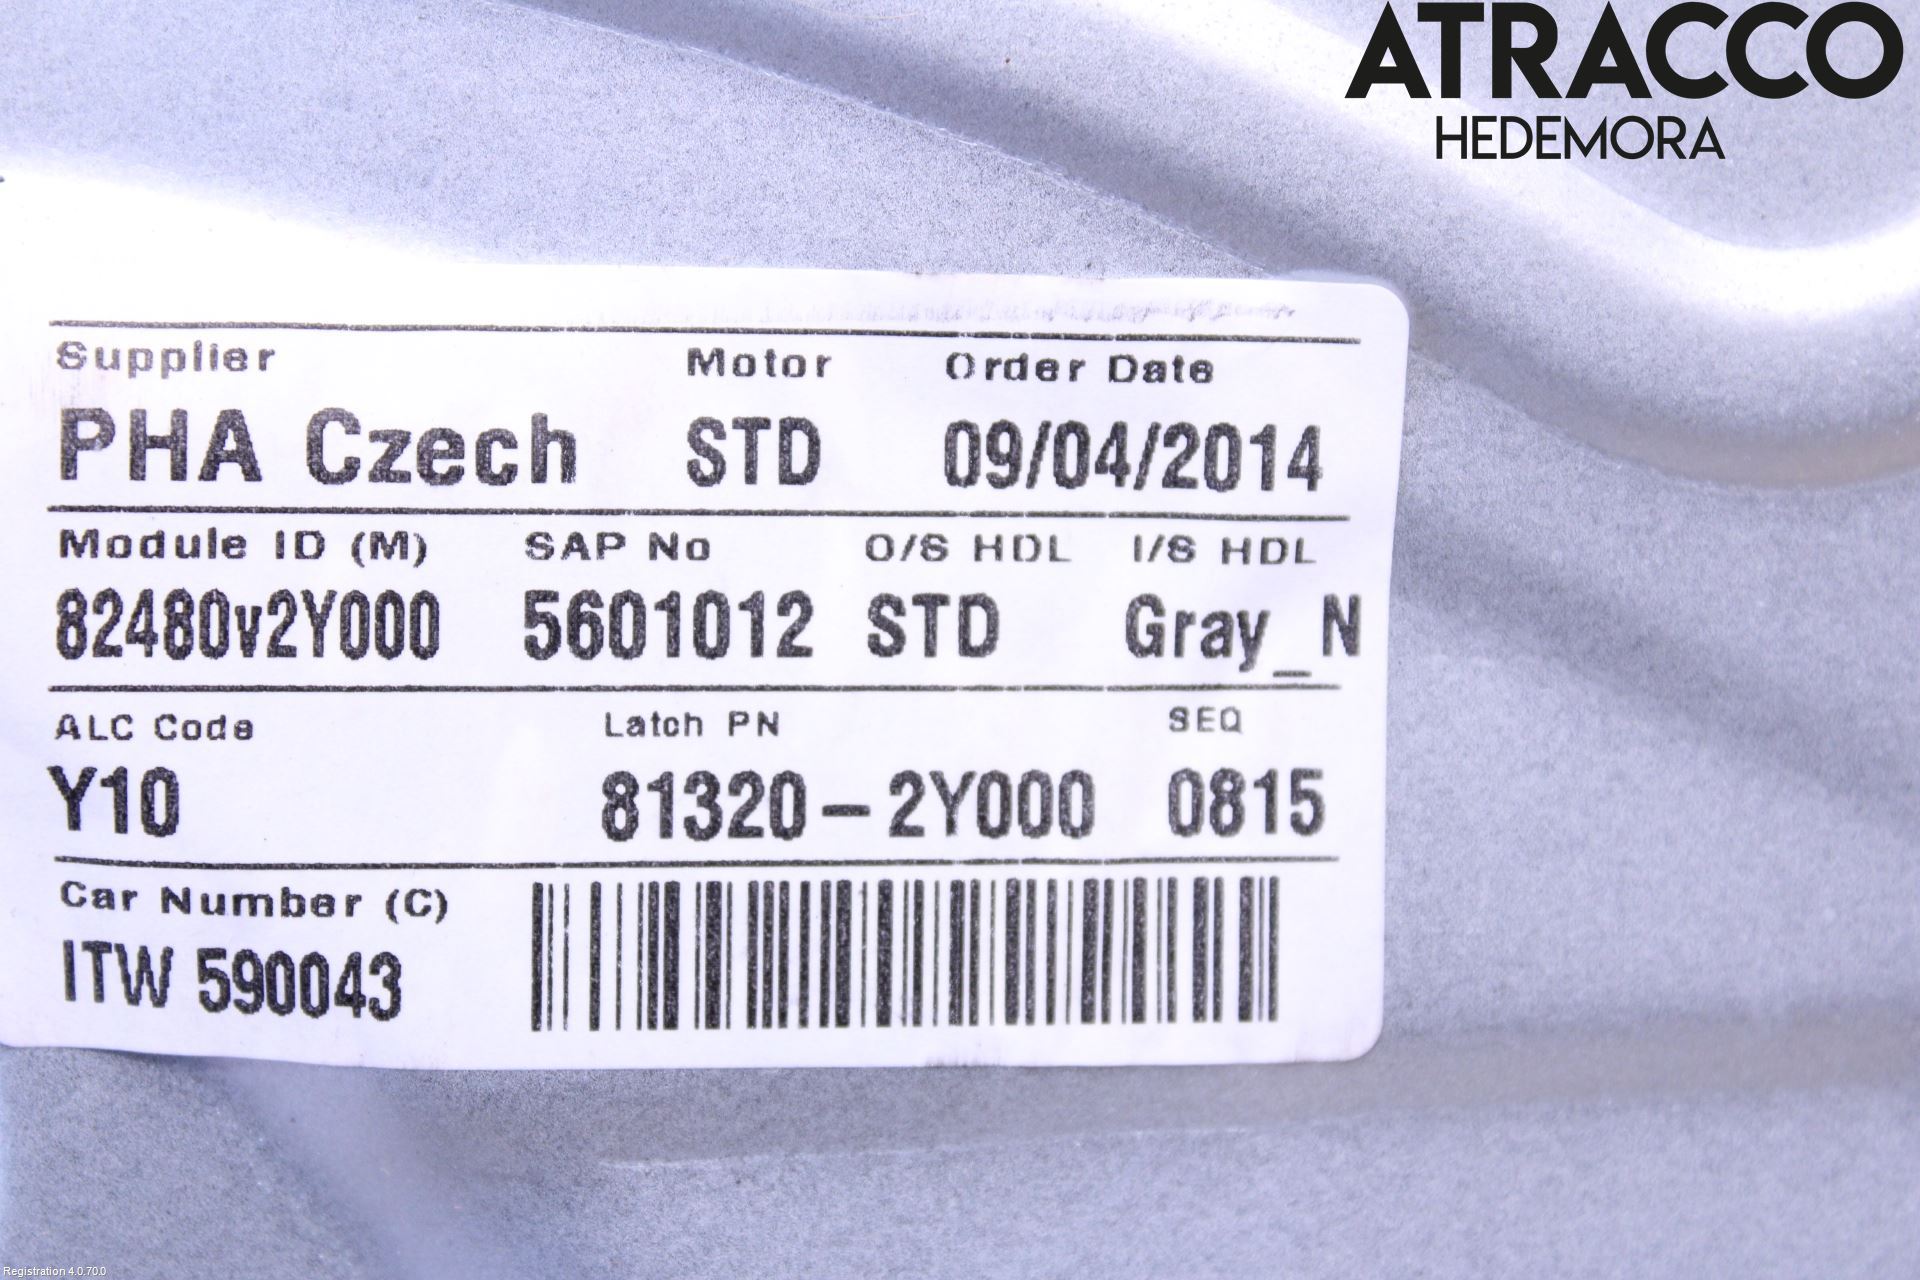 ATRACCO
HEDEMORA
Supplier Motor Order Date
PHA Czech STD 09/04/2014
Module ID (M) SAP No O/S HDL I/S HDL
82480v2Y000 5601012 STD Gray_N
ALC Code Latch PN SEQ
Y10 81320-2Y000 0815
Car Number (C)
ITW 590043
Registration 4.0.70.0